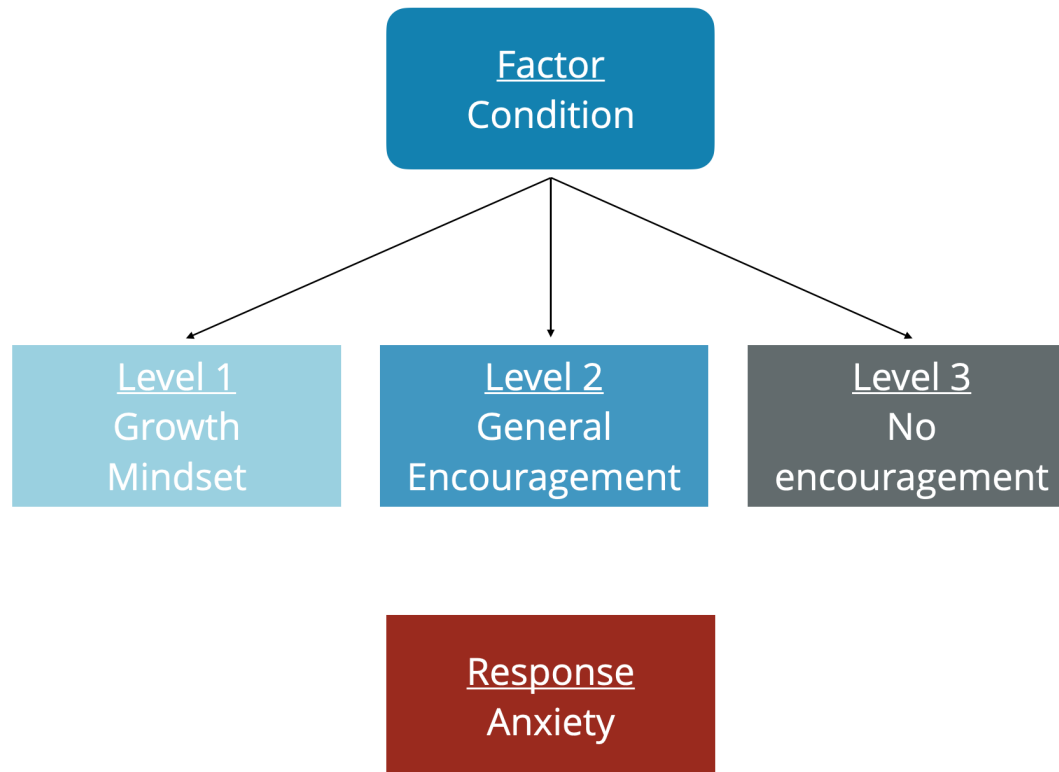 Factor
Condition
Level 1
Growth
Mindset
Level 2
General
Encouragement
Level 3
No
encouragement
Response
Anxiety